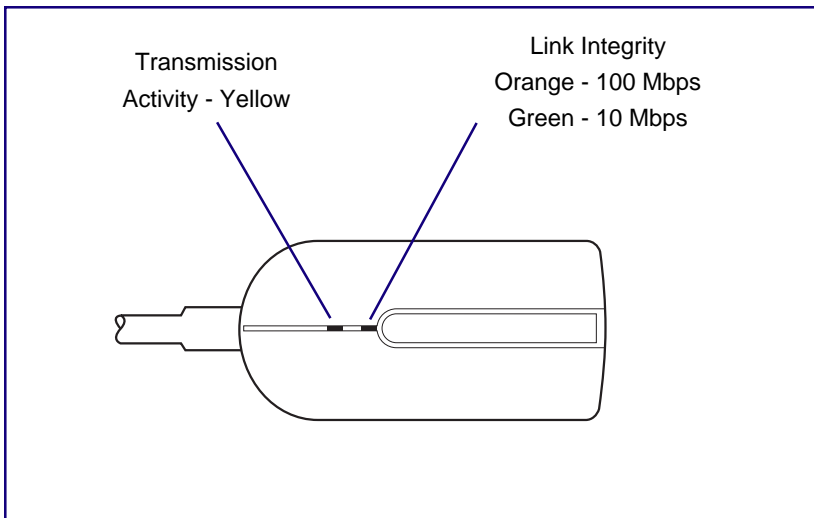 Transmission
Activity - Yellow
Link Integrity
Orange - 100 Mbps
Green - 10 Mbps